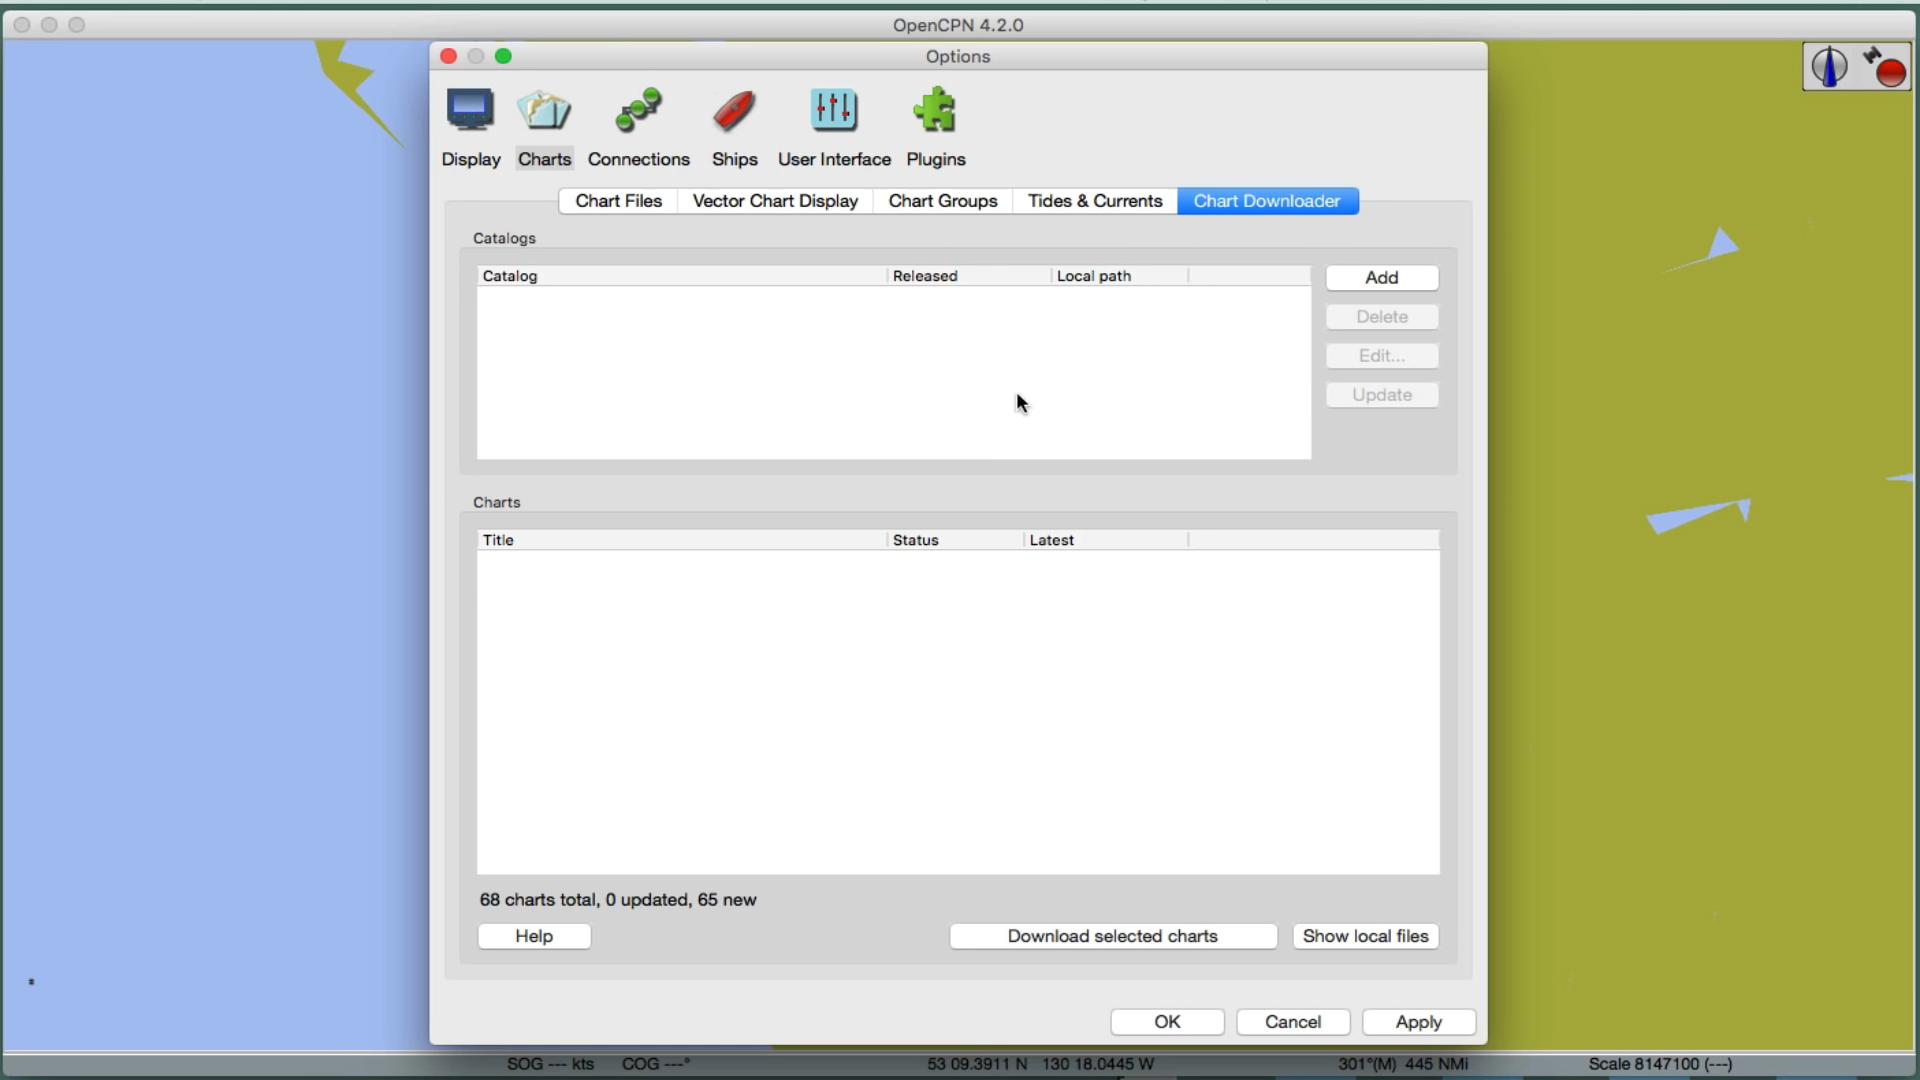 OpenCPN 4.2.0
Options
Display Charts Connections Ships User Interface Plugins
Chart Files Vector Chart Display Chart Groups Tides & Currents Chart Downloader
Catalogs
Catalog Released Local path
Add
Delete
Edit...
Update
Charts
Title Status Latest
68 charts total, 0 updated, 65 new
Help Download selected charts Show local files
OK Cancel Apply
SOG --- kts COG ---° 53 09.3911 N 130 18.0445 W 301°(M) 445 NMi Scale 8147100 (---)